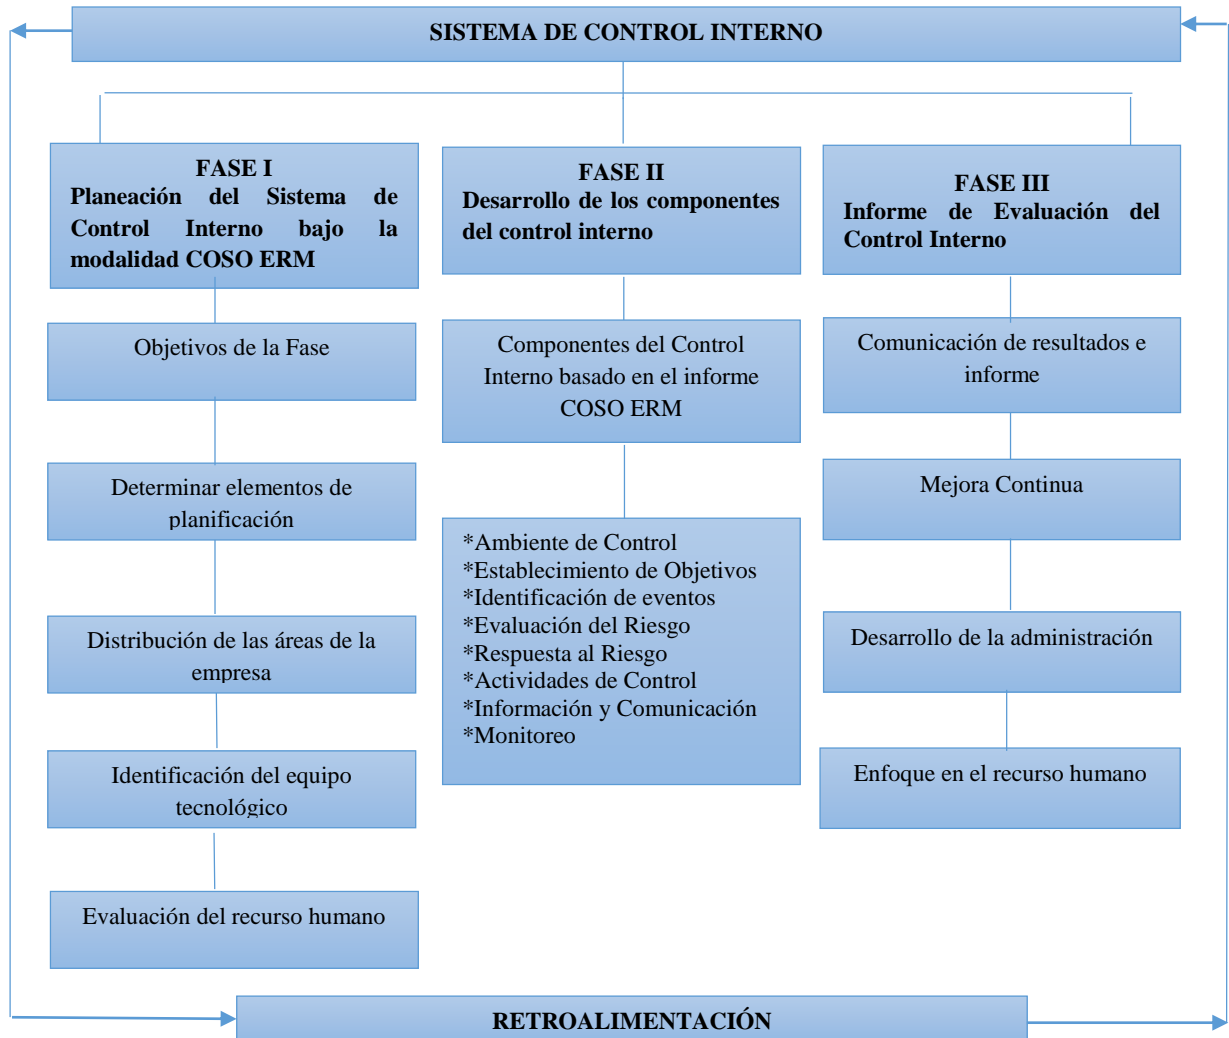 SISTEMA DE CONTROL INTERNO
FASE I
Planeación del Sistema de
Control Interno bajo la
modalidad COSO ERM
FASE II
Desarrollo de los componentes
del control interno
FASE III
Informe de Evaluación del
Control Interno
Objetivos de la Fase
Componentes del Control
Interno basado en el informe
COSO ERM
Comunicación de resultados e
informe
Determinar elementos de
planificación
Mejora Continua
*Ambiente de Control
*Establecimiento de Objetivos
*Identificación de eventos
*Evaluación del Riesgo
*Respuesta al Riesgo
*Actividades de Control
*Información y Comunicación
*Monitoreo
Distribución de las áreas de la
empresa
Desarrollo de la administración
Identificación del equipo
tecnológico
Enfoque en el recurso humano
Evaluación del recurso humano
RETROALIMENTACIÓN